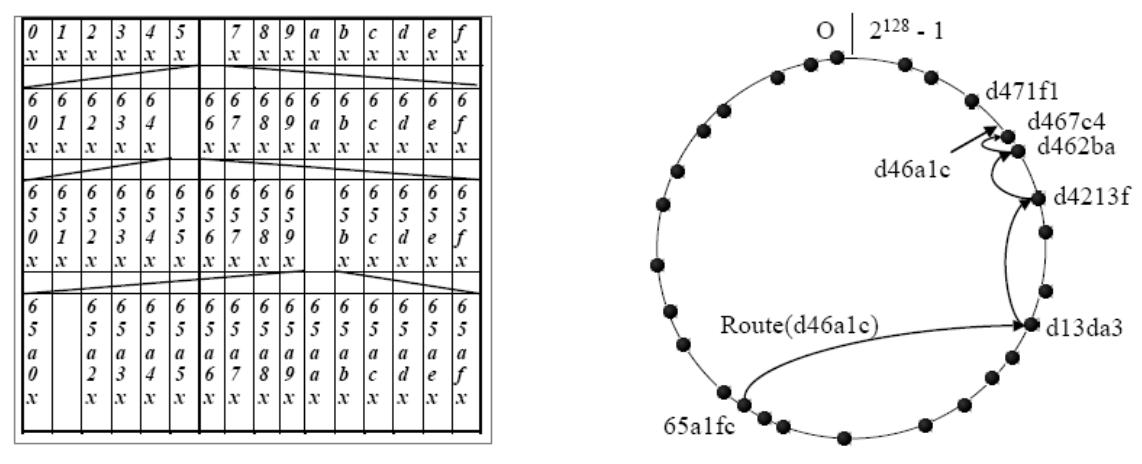 0 1 2 3 4 5 7 8 9 a b c d e f
x x x x x x x x x x x x x x x
6 6 6 6 6 6 6 6 6 6 6 6 6 6 6
0 1 2 3 4 6 7 8 9 a b c d e f
x x x x x x x x x x x x x x x
6 6 6 6 6 6 6 6 6 6 6 6 6 6 6
5 5 5 5 5 5 5 5 5 5 5 5 5 5 5
0 1 2 3 4 5 6 7 8 9 b c d e f
x x x x x x x x x x x x x x x
6 6 6 6 6 6 6 6 6 6 6 6 6 6 6
5 5 5 5 5 5 5 5 5 5 5 5 5 5 5
a a a a a a a a a a a a a a a
0 2 3 4 5 6 7 8 9 a b c d e f
x x x x x x x x x x x x x x x
O 2¹²⁸ - 1
d471f1
d467c4
d462ba
d46a1c
d4213f
Route(d46a1c)
d13da3
65a1fc